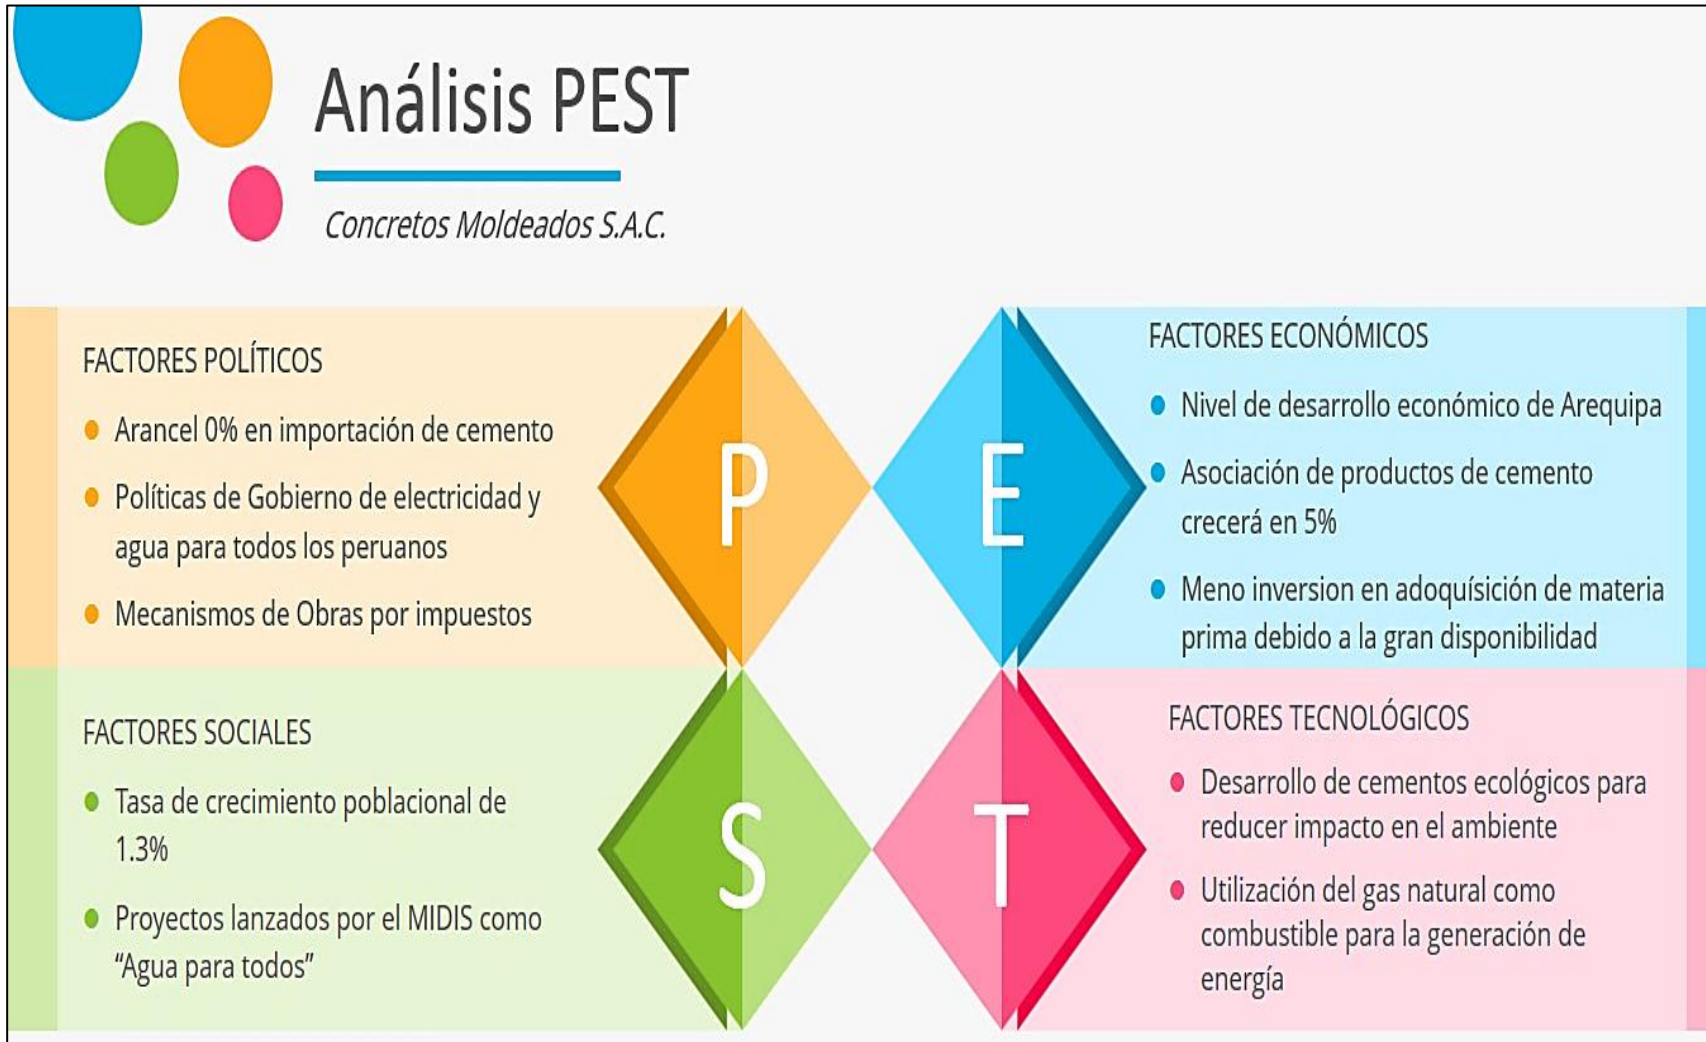 Análisis PEST
Concretos Moldeados S.A.C.
FACTORES POLÍTICOS
Arancel 0% en importación de cemento
Políticas de Gobierno de electricidad y
agua para todos los peruanos
Mecanismos de Obras por impuestos
P
E
FACTORES ECONÓMICOS
Nivel de desarrollo económico de Arequipa
Asociación de productos de cemento
crecerá en 5%
Meno inversion en adoquísición de materia
prima debido a la gran disponibilidad
FACTORES SOCIALES
Tasa de crecimiento poblacional de
1.3%
Proyectos lanzados por el MIDIS como
“Agua para todos”
S
T
FACTORES TECNOLÓGICOS
Desarrollo de cementos ecológicos para
reducer impacto en el ambiente
Utilización del gas natural como
combustible para la generación de
energía